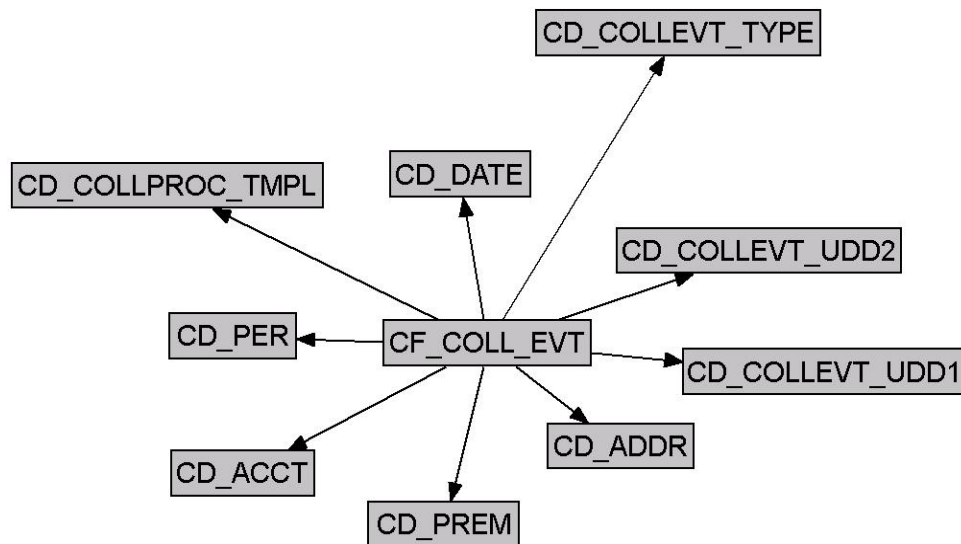 CD_COLLEVT_TYPE
CD_DATE
CD_COLLPROC_TMPL
CD_COLLEVT_UDD2
CD_PER
CF_COLL_EVT
CD_COLLEVT_UDD1
CD_ADDR
CD_ACCT
CD_PREM